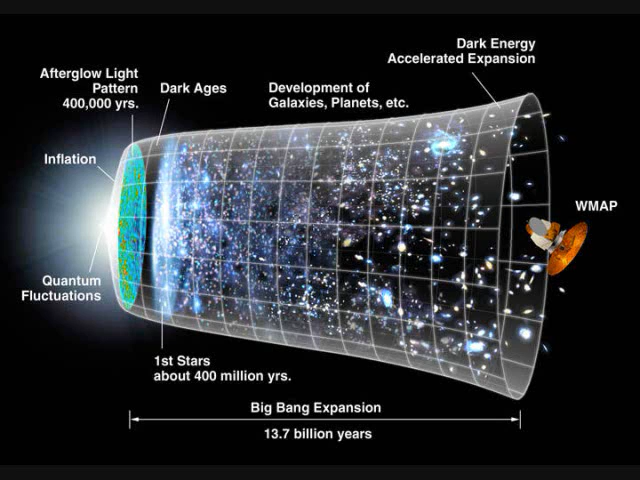 Dark Energy
Accelerated Expansion
Afterglow Light
Pattern
400,000 yrs.
Dark Ages
Development of
Galaxies, Planets, etc.
Inflation
WMAP
Quantum
Fluctuations
1st Stars
about 400 million yrs.
Big Bang Expansion
13.7 billion years